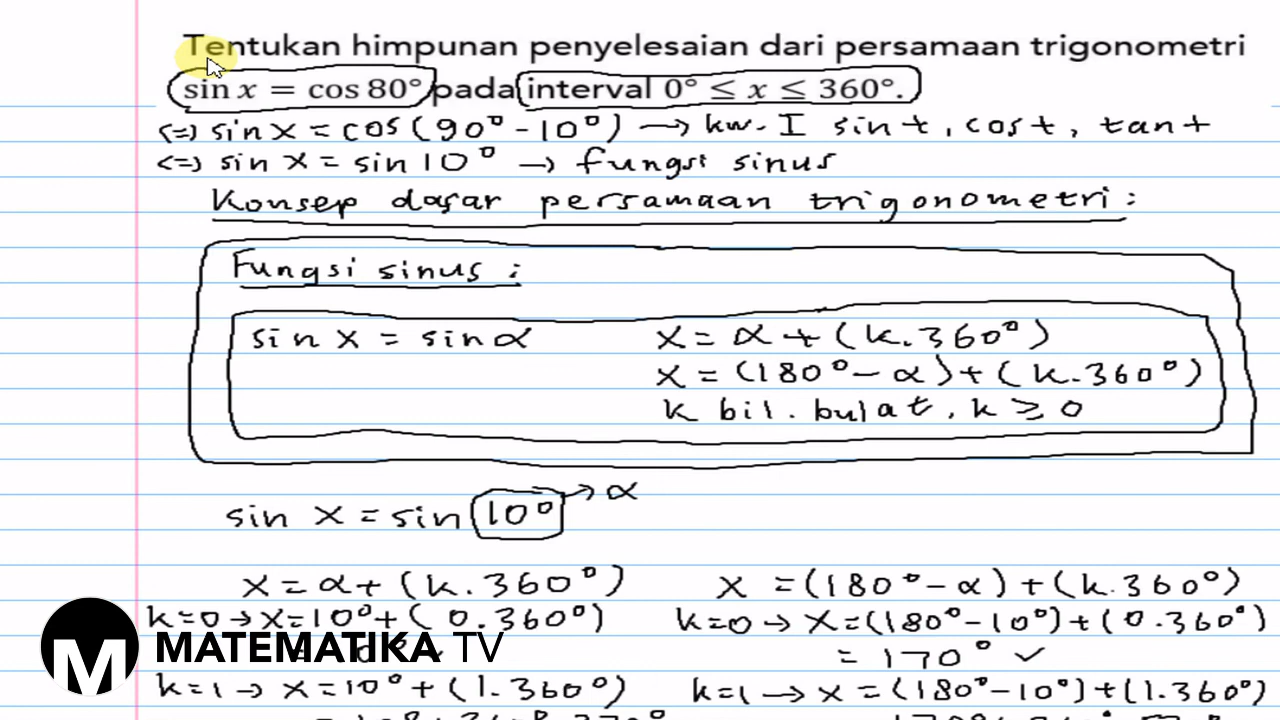 Tentukan himpunan penyelesaian dari persamaan trigonometri
sin x = cos 80° pada interval 0° ≤ x ≤ 360°.
<=> sin x = cos (90° - 10°) → kw. I sin +, cos +, tan +
<=> sin x = sin 10° → fungsi sinus
Konsep dasar persamaan trigonometri :
Fungsi sinus :
sin x = sin α x = α + (k.360°)
x = (180° - α) + (k.360°)
k bil. bulat, k ≥ 0
sin x = sin 10° → α
x = α + (k.360°) x = (180° - α) + (k.360°)
k=0 → x = 10° + (0.360°) k=0 → x = (180° - 10°) + (0.360°)
MATEMATIKA TV = 170° ✓
k=1 → x = 10° + (1.360°) k=1 → x = (180° - 10°) + (1.360°)